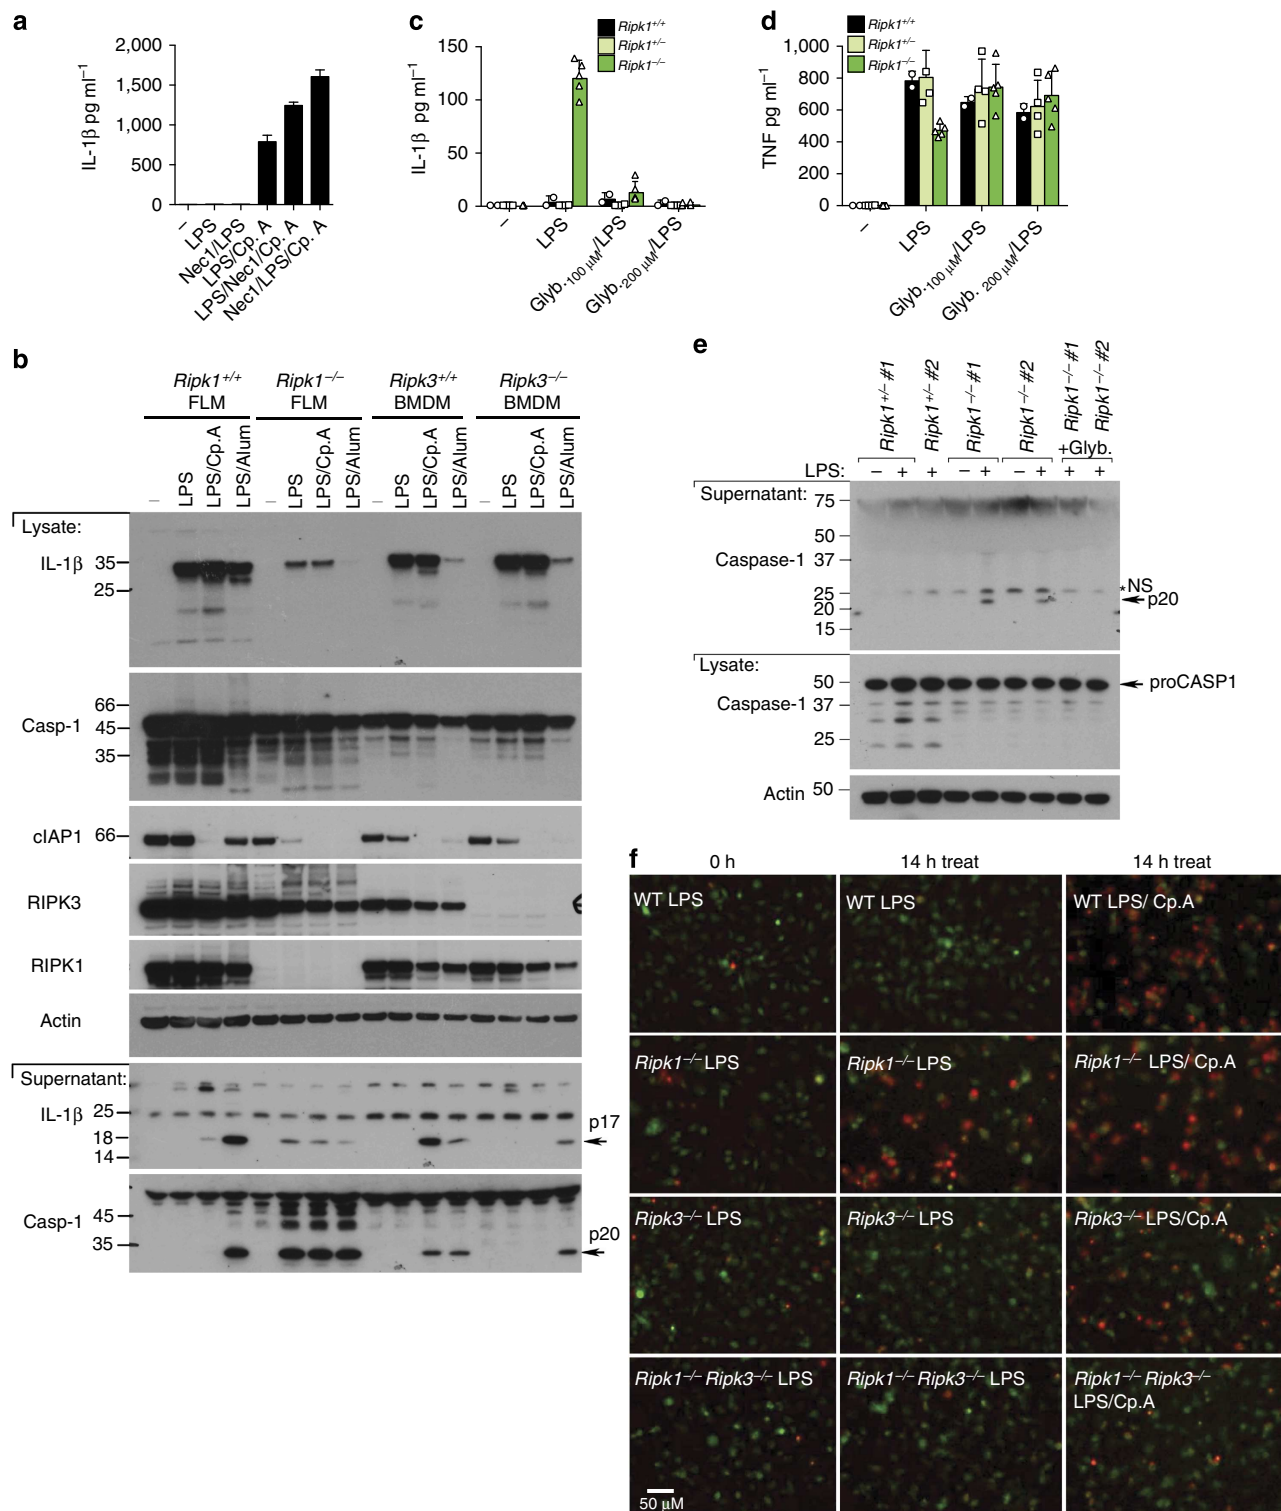 a
IL-1β pg ml⁻¹
2,000
1,500
1,000
500
0
–
LPS
Nec1/LPS
LPS/Cp. A
LPS/Nec1/Cp. A
Nec1/LPS/Cp. A
c
IL-1β pg ml⁻¹
150
100
50
0
Ripk1+/+
Ripk1+/–
Ripk1–/–
–
LPS
Glyb.100 μM/LPS
Glyb.200 μM/LPS
d
TNF pg ml⁻¹
1,000
800
600
400
200
0
Ripk1+/+
Ripk1+/–
Ripk1–/–
–
LPS
Glyb.100 μM/LPS
Glyb. 200 μM/LPS
b
Ripk1+/+ FLM
Ripk1–/– FLM
Ripk3+/+ BMDM
Ripk3–/– BMDM
– LPS LPS/Cp.A LPS/Alum
– LPS LPS/Cp.A LPS/Alum
– LPS LPS/Cp.A LPS/Alum
– LPS LPS/Cp.A LPS/Alum
Lysate:
IL-1β
35
25
Casp-1
66
45
35
cIAP1
66
RIPK3
RIPK1
Actin
Supernatant:
IL-1β
25
18
14
p17
Casp-1
45
35
p20
e
Ripk1+/– #1
Ripk1+/– #2
Ripk1–/– #1
Ripk1–/– #2
Ripk1–/– #1
Ripk1–/– #2
+Glyb.
LPS: – + + – + – + + +
Supernatant:
75
50
Caspase-1
37
25
20
15
*NS
p20
Lysate:
50
Caspase-1
37
25
proCASP1
Actin
50
f
0 h
14 h treat
14 h treat
WT LPS
WT LPS
WT LPS/ Cp.A
Ripk1–/– LPS
Ripk1–/– LPS
Ripk1–/– LPS/ Cp.A
Ripk3–/– LPS
Ripk3–/– LPS
Ripk3–/– LPS/Cp.A
Ripk1–/– Ripk3–/– LPS
Ripk1–/– Ripk3–/– LPS
Ripk1–/– Ripk3–/–
LPS/Cp.A
50 μM